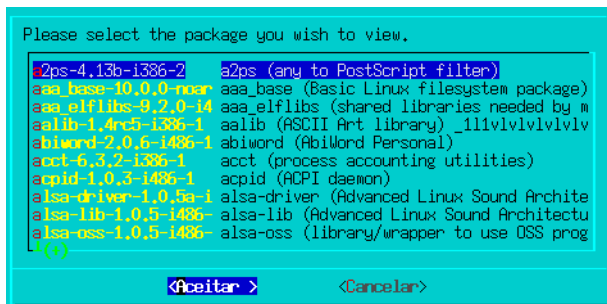 Please select the package you wish to view.
a2ps-4.13b-i386-2 a2ps (any to PostScript filter)
aaa_base-10.0.0-noar aaa_base (Basic Linux filesystem package)
aaa_elflibs-9.2.0-i4 aaa_elflibs (shared libraries needed by m
aalib-1.4rc5-i386-1 aalib (ASCII Art library) _1l1vlvlvlvlv
abiword-2.0.6-i486-1 abiword (AbiWord Personal)
acct-6.3.2-i386-1 acct (process accounting utilities)
acpid-1.0.3-i486-1 acpid (ACPI daemon)
alsa-driver-1.0.5a-i alsa-driver (Advanced Linux Sound Archite
alsa-lib-1.0.5-i486- alsa-lib (Advanced Linux Sound Architectu
alsa-oss-1.0.5-i486- alsa-oss (library/wrapper to use OSS prog
(+)
<Aceitar > <Cancelar>